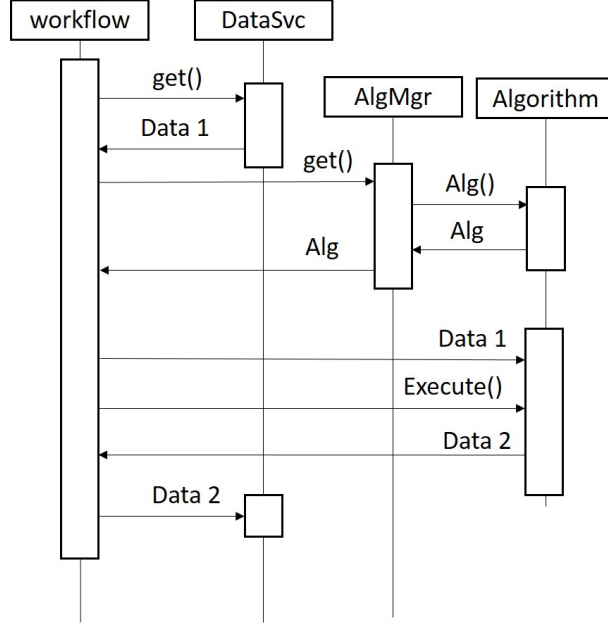 workflow
DataSvc
get()
AlgMgr
Algorithm
Data 1
get()
Alg()
Alg
Alg
Data 1
Execute()
Data 2
Data 2